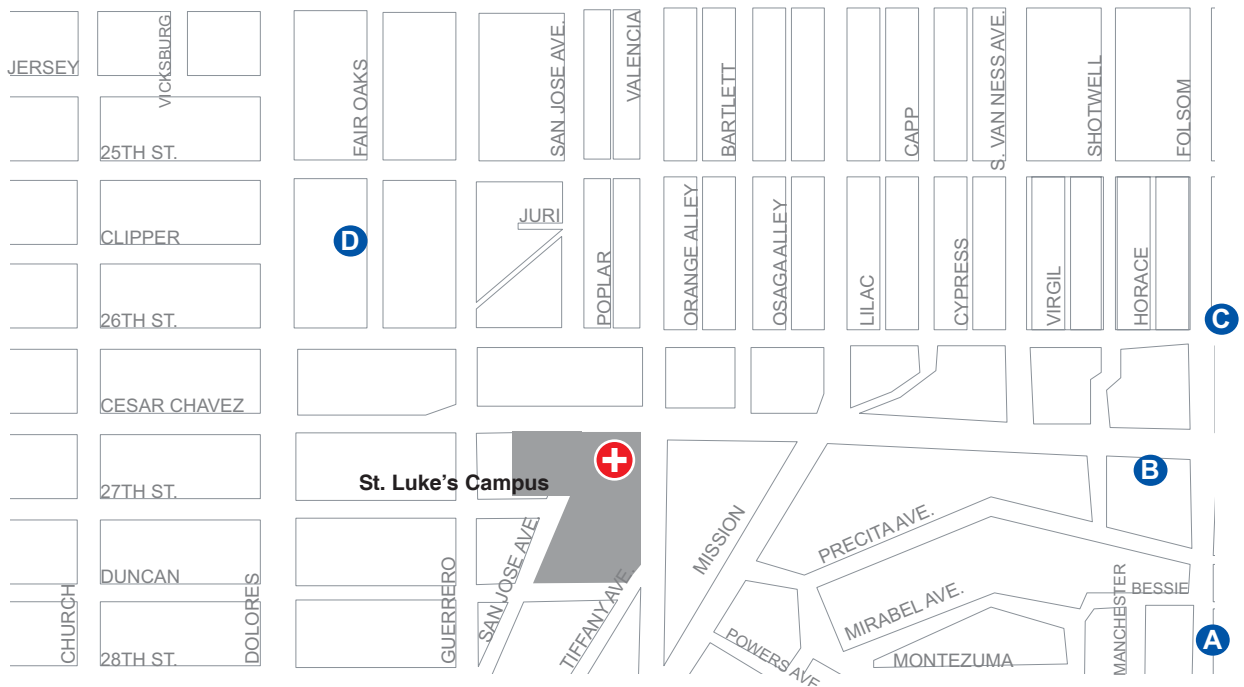 JERSEY
VICKSBURG
FAIR OAKS
SAN JOSE AVE.
VALENCIA
BARTLETT
CAPP
S. VAN NESS AVE.
SHOTWELL
FOLSOM
25TH ST.
CLIPPER
D
JURI
POPLAR
ORANGE ALLEY
OSAGA ALLEY
LILAC
CYPRESS
VIRGIL
HORACE
C
26TH ST.
CESAR CHAVEZ
B
St. Luke's Campus
27TH ST.
MISSION
PRECITA AVE.
DUNCAN
CHURCH
DOLORES
GUERRERO
SAN JOSE AVE.
TIFFANY AVE.
MIRABEL AVE.
MANCHESTER
BESSIE
A
28TH ST.
POWERS AVE.
MONTEZUMA